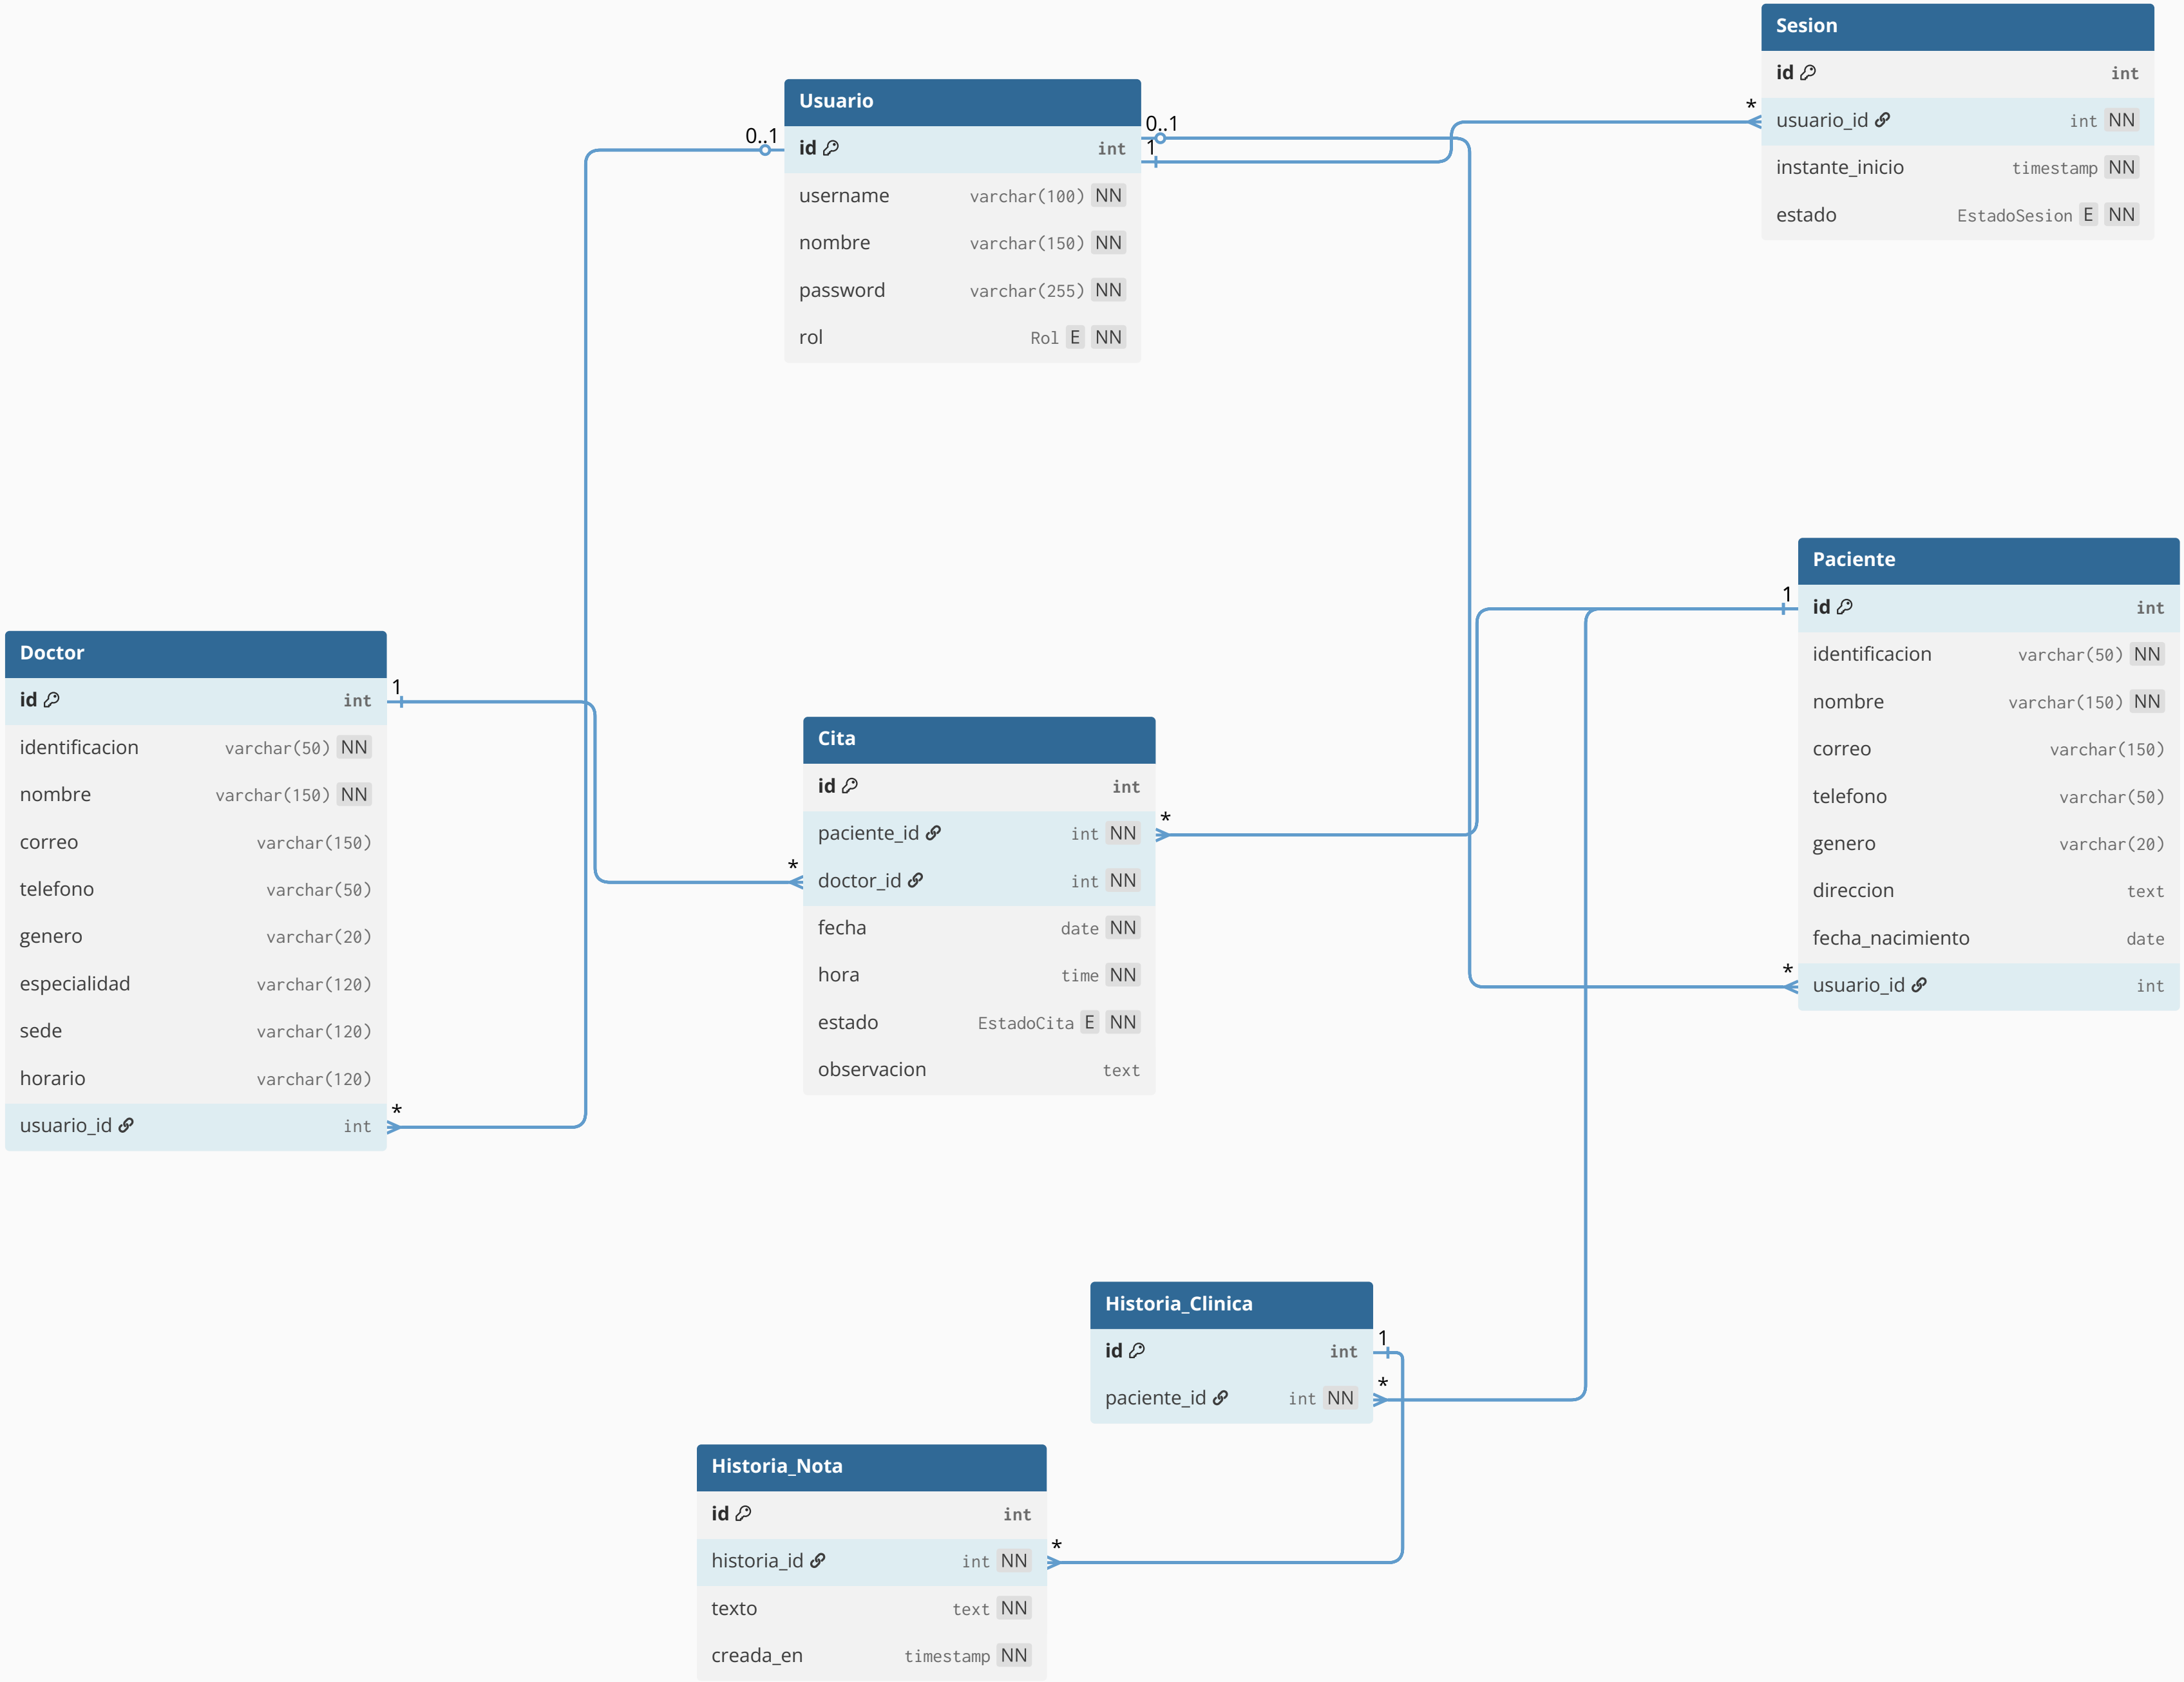 Sesion
id int
* usuario_id int NN
instante_inicio timestamp NN
estado EstadoSesion E NN
Usuario
0..1 id int 0..1
1
username varchar(100) NN
nombre varchar(150) NN
password varchar(255) NN
rol Rol E NN
Paciente
1 id int
identificacion varchar(50) NN
nombre varchar(150) NN
correo varchar(150)
telefono varchar(50)
genero varchar(20)
direccion text
fecha_nacimiento date
* usuario_id int
Doctor
id int 1
identificacion varchar(50) NN
nombre varchar(150) NN
correo varchar(150)
telefono varchar(50)
genero varchar(20)
especialidad varchar(120)
sede varchar(120)
horario varchar(120)
usuario_id int *
Cita
id int
paciente_id int NN *
* doctor_id int NN
fecha date NN
hora time NN
estado EstadoCita E NN
observacion text
Historia_Clinica
id int 1
paciente_id int NN *
Historia_Nota
id int
historia_id int NN *
texto text NN
creada_en timestamp NN